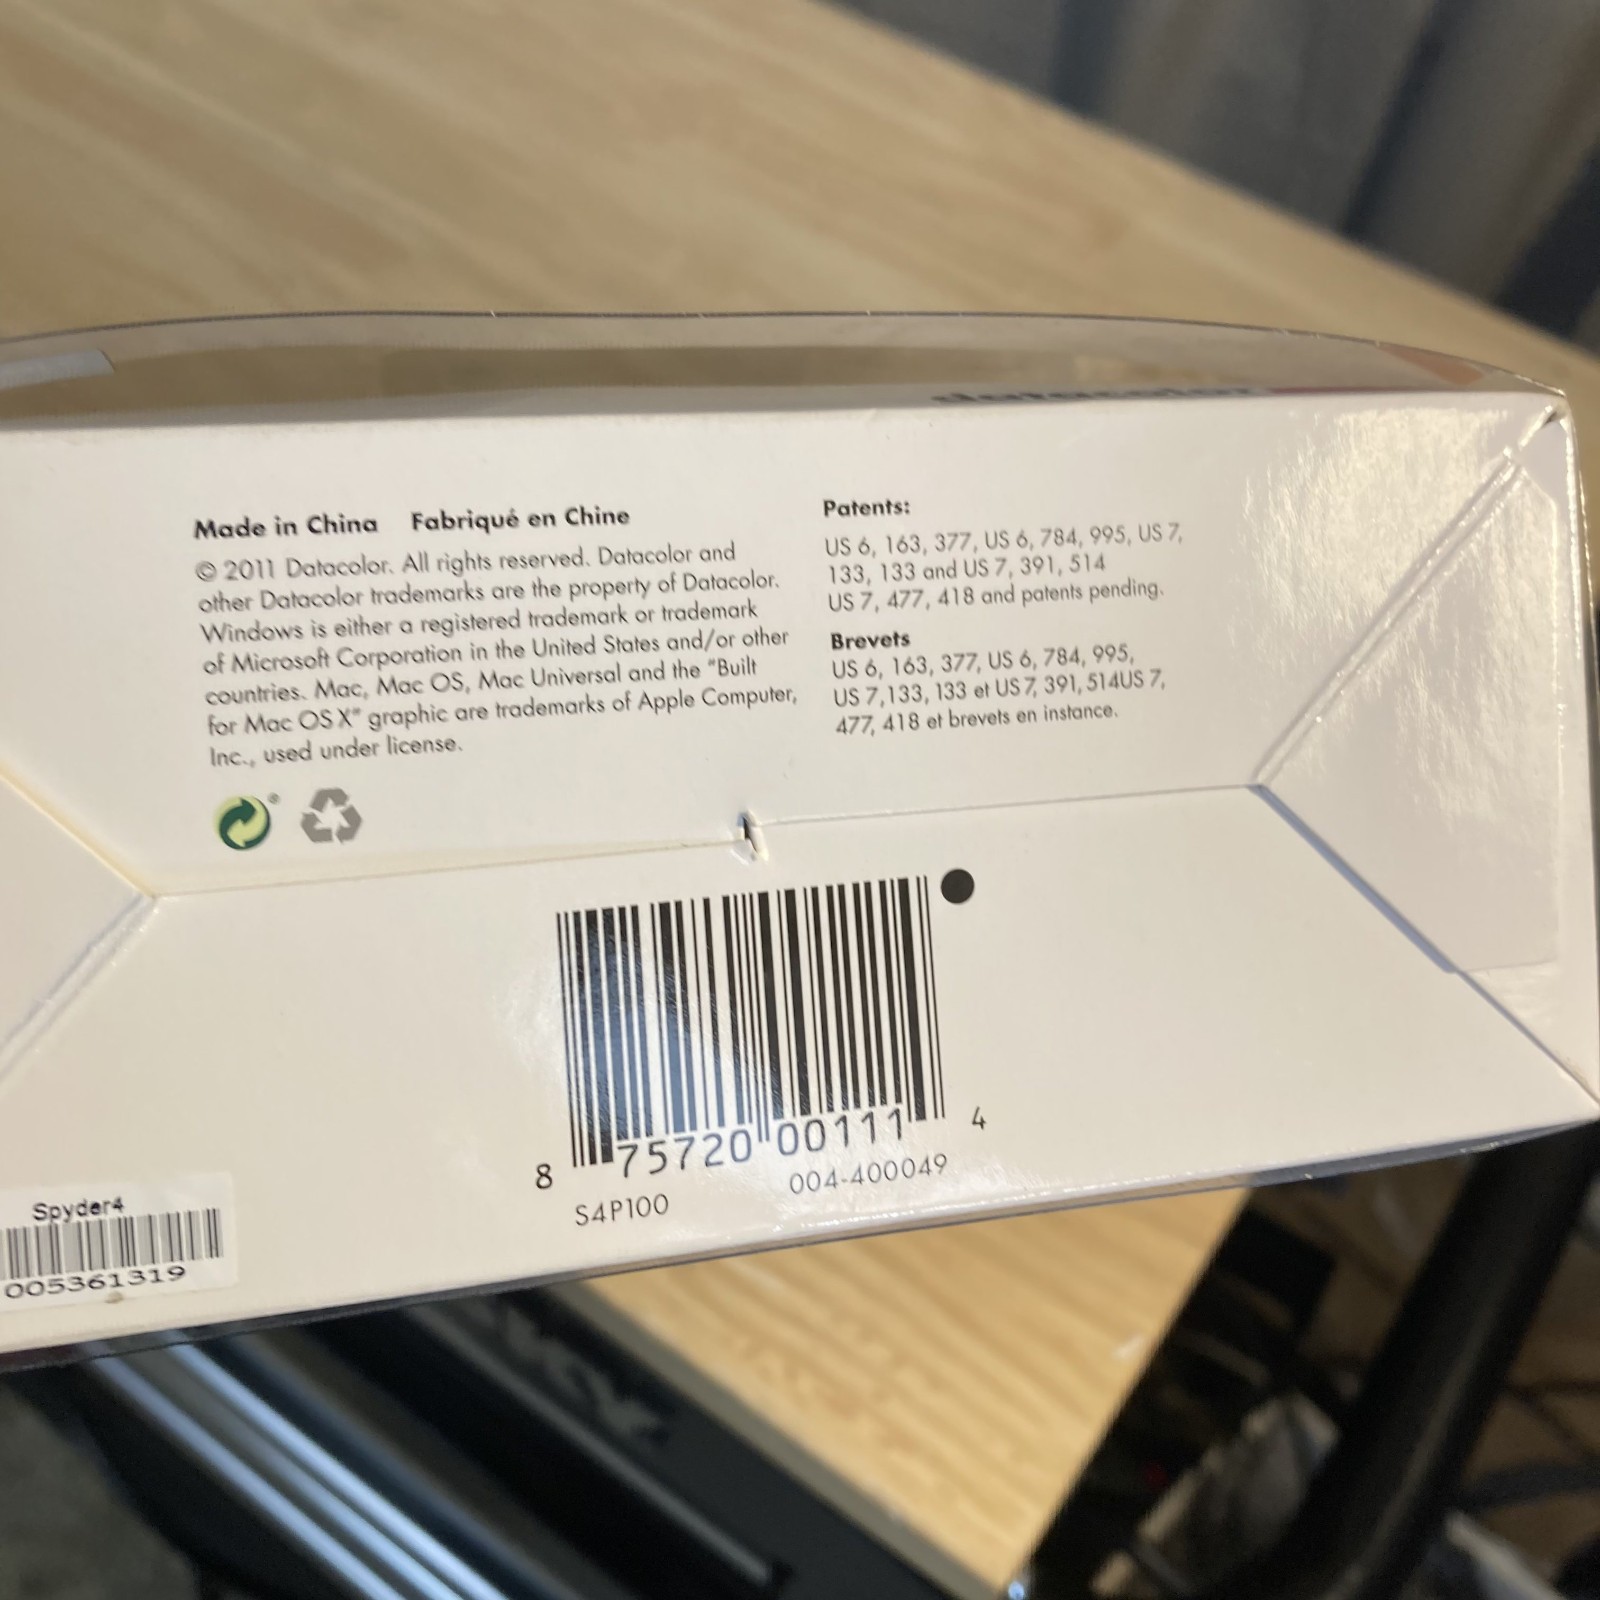 datacolor
Made in China Fabriqué en Chine
© 2011 Datacolor. All rights reserved. Datacolor and
other Datacolor trademarks are the property of Datacolor.
Windows is either a registered trademark or trademark
of Microsoft Corporation in the United States and/or other
countries. Mac, Mac OS, Mac Universal and the "Built
for Mac OS X" graphic are trademarks of Apple Computer,
Inc., used under license.
Patents:
US 6, 163, 377, US 6, 784, 995, US 7,
133, 133 and US 7, 391, 514
US 7, 477, 418 and patents pending.
Brevets
US 6, 163, 377, US 6, 784, 995,
US 7,133, 133 et US 7, 391, 514US 7,
477, 418 et brevets en instance.
8 75720 00111 4
S4P100 004-400049
Spyder4
005361319